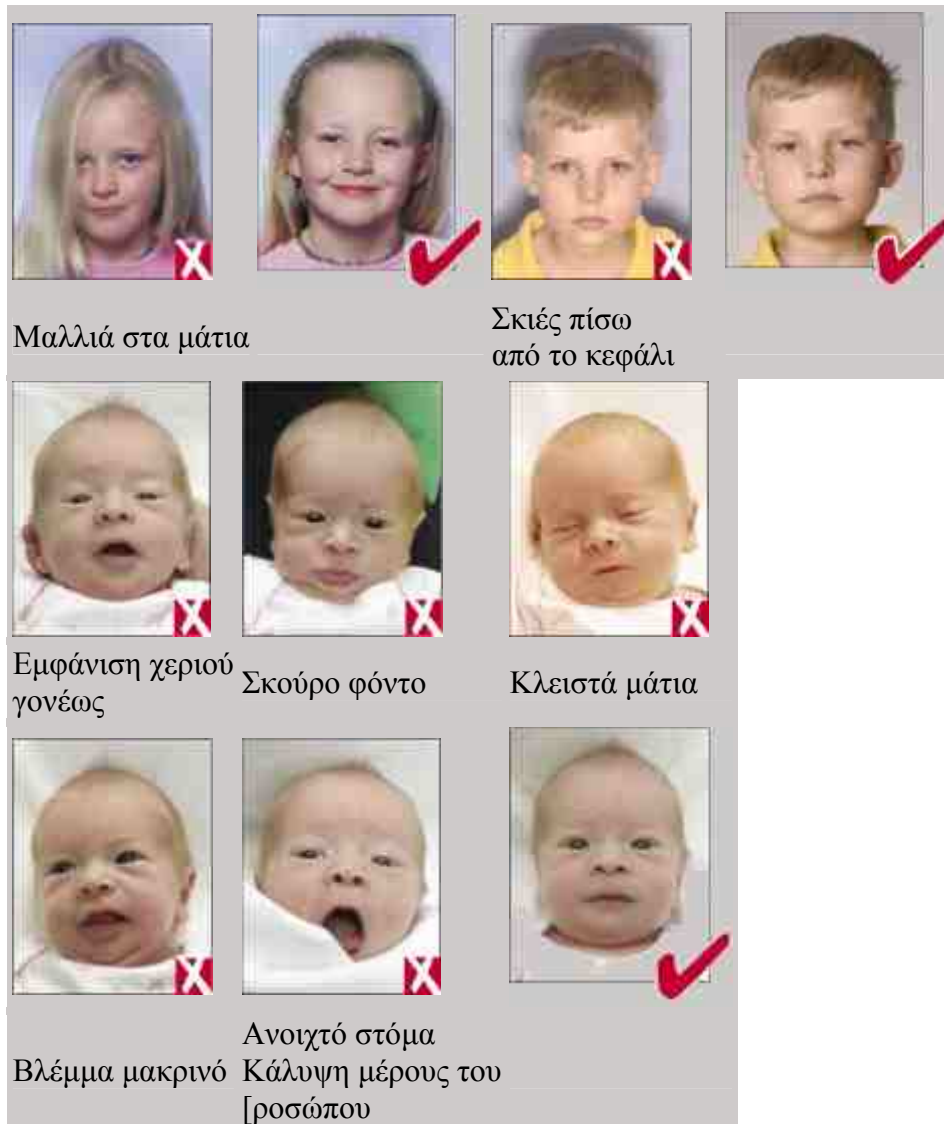 Μαλλιά στα μάτια
Σκιές πίσω
από το κεφάλι
Εμφάνιση χεριού
γονέως
Σκούρο φόντο
Κλειστά μάτια
Βλέμμα μακρινό
Ανοιχτό στόμα
Κάλυψη μέρους του
[ροσώπου